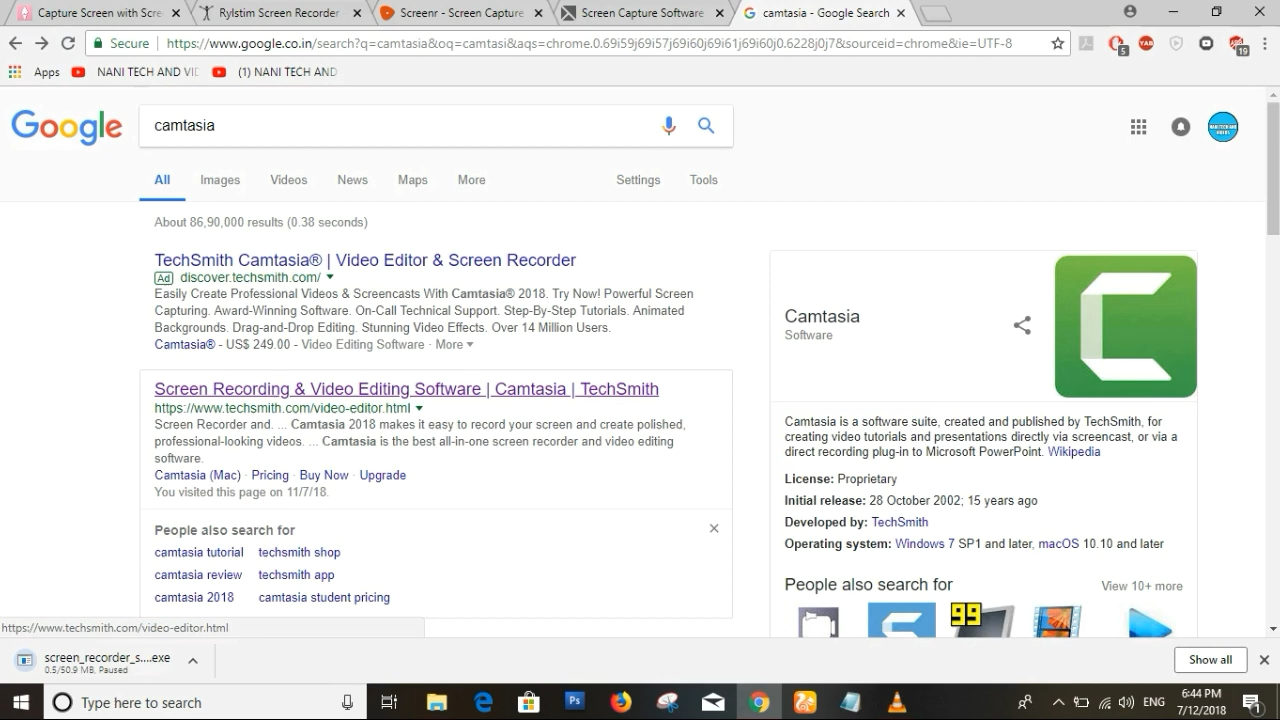 Capture Screen with Scre
Rylstim Screen Recorder
Screenr - Screen Capture
Screen Capture Software
camtasia - Google Search
Secure
https://www.google.co.in/search?q=camtasia&oq=camtasi&aqs=chrome.0.69i59j69i57j69i60j69i61j69i60j0.6228j0j7&sourceid=chrome&ie=UTF-8
5
YAB
19
Apps
NANI TECH AND VID
(1) NANI TECH AND
Google
camtasia
All
Images
Videos
News
Maps
More
Settings
Tools
About 86,90,000 results (0.38 seconds)
TechSmith Camtasia® | Video Editor & Screen Recorder
Ad discover.techsmith.com/
Easily Create Professional Videos & Screencasts With Camtasia® 2018. Try Now! Powerful Screen
Capturing. Award-Winning Software. On-Call Technical Support. Step-By-Step Tutorials. Animated
Backgrounds. Drag-and-Drop Editing. Stunning Video Effects. Over 14 Million Users.
Camtasia® - US$ 249.00 - Video Editing Software · More
Screen Recording & Video Editing Software | Camtasia | TechSmith
https://www.techsmith.com/video-editor.html
Screen Recorder and. ... Camtasia 2018 makes it easy to record your screen and create polished,
professional-looking videos. ... Camtasia is the best all-in-one screen recorder and video editing
software.
Camtasia (Mac) · Pricing · Buy Now · Upgrade
You visited this page on 11/7/18.
People also search for
camtasia tutorial
techsmith shop
camtasia review
techsmith app
camtasia 2018
camtasia student pricing
Camtasia
Software
Camtasia is a software suite, created and published by TechSmith, for
creating video tutorials and presentations directly via screencast, or via a
direct recording plug-in to Microsoft PowerPoint. Wikipedia
License: Proprietary
Initial release: 28 October 2002; 15 years ago
Developed by: TechSmith
Operating system: Windows 7 SP1 and later, macOS 10.10 and later
People also search for
View 10+ more
99
https://www.techsmith.com/video-editor.html
screen_recorder_s....exe
0.5/50.9 MB, Paused
Show all
Type here to search
Ps
ENG
6:44 PM
7/12/2018
1